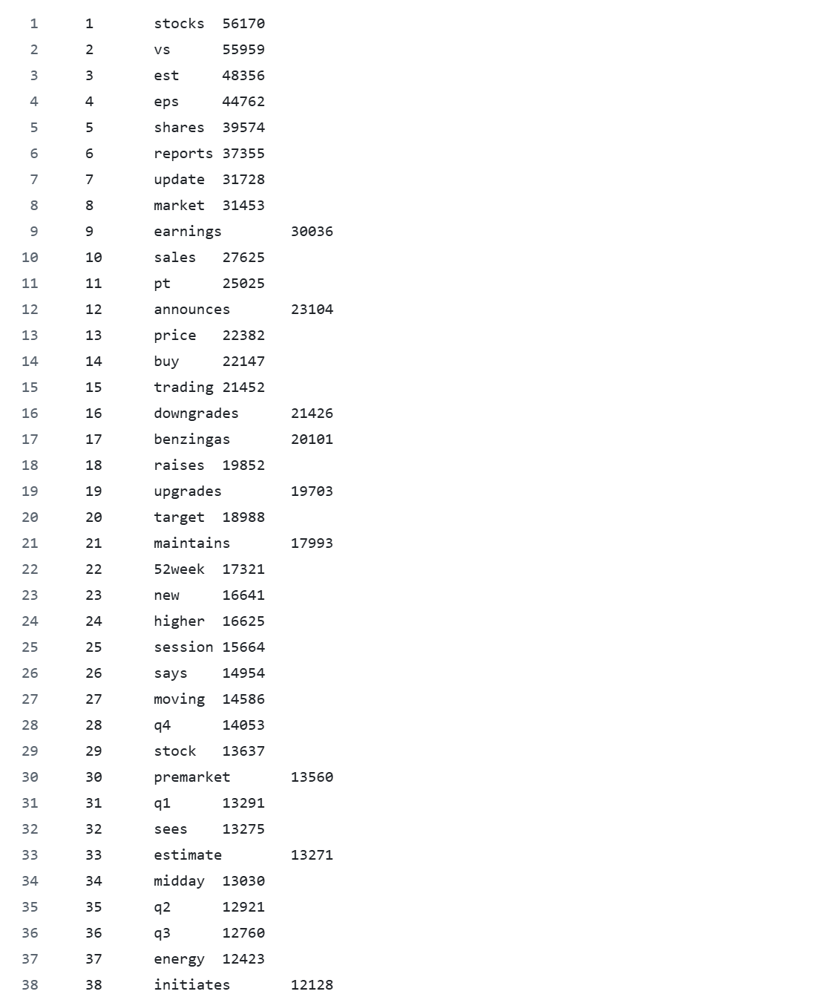 1 1 stocks 56170
2 2 vs 55959
3 3 est 48356
4 4 eps 44762
5 5 shares 39574
6 6 reports 37355
7 7 update 31728
8 8 market 31453
9 9 earnings 30036
10 10 sales 27625
11 11 pt 25025
12 12 announces 23104
13 13 price 22382
14 14 buy 22147
15 15 trading 21452
16 16 downgrades 21426
17 17 benzingas 20101
18 18 raises 19852
19 19 upgrades 19703
20 20 target 18988
21 21 maintains 17993
22 22 52week 17321
23 23 new 16641
24 24 higher 16625
25 25 session 15664
26 26 says 14954
27 27 moving 14586
28 28 q4 14053
29 29 stock 13637
30 30 premarket 13560
31 31 q1 13291
32 32 sees 13275
33 33 estimate 13271
34 34 midday 13030
35 35 q2 12921
36 36 q3 12760
37 37 energy 12423
38 38 initiates 12128